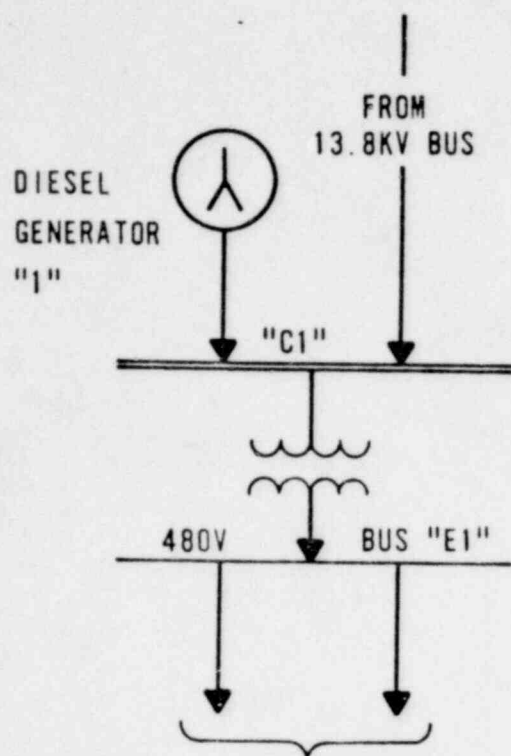 FROM
13.8KV BUS
DIESEL
GENERATOR
"1"
"C1"
480V BUS "E1"